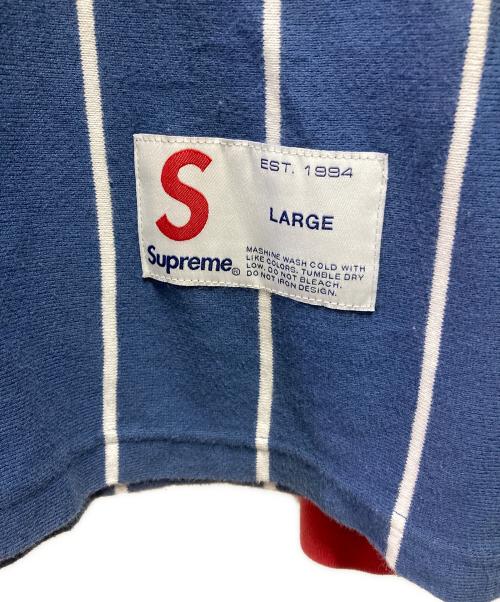 S
Supreme®
EST. 1994
LARGE
MASHINE WASH COLD WITH
LIKE COLORS. TUMBLE DRY
LOW. DO NOT BLEACH.
DO NOT IRON DESIGN.